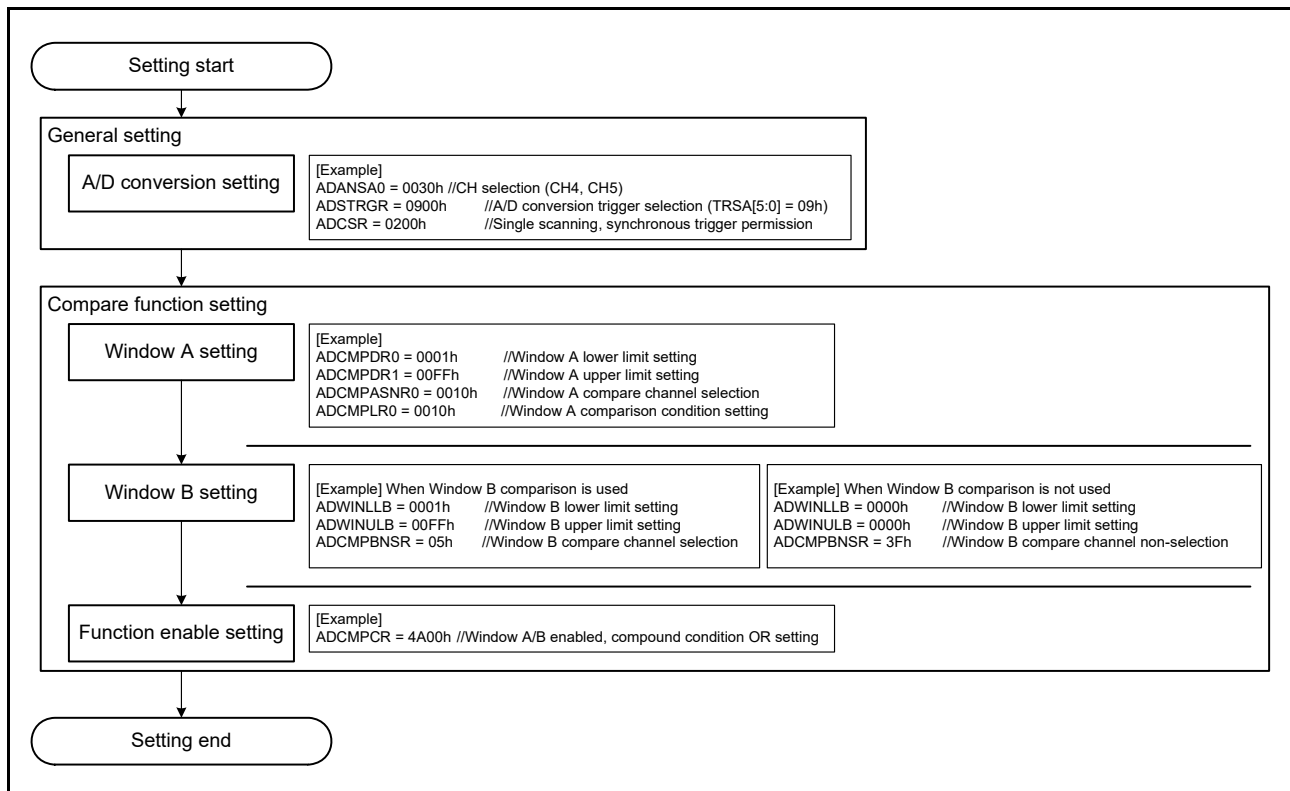 Setting start
General setting
A/D conversion setting
[Example]
ADANSA0 = 0030h //CH selection (CH4, CH5)
ADSTRGR = 0900h //A/D conversion trigger selection (TRSA[5:0] = 09h)
ADCSR = 0200h //Single scanning, synchronous trigger permission
Compare function setting
Window A setting
[Example]
ADCMPDR0 = 0001h //Window A lower limit setting
ADCMPDR1 = 00FFh //Window A upper limit setting
ADCMPASNR0 = 0010h //Window A compare channel selection
ADCMPLR0 = 0010h //Window A comparison condition setting
Window B setting
[Example] When Window B comparison is used
ADWINLLB = 0001h //Window B lower limit setting
ADWINULB = 00FFh //Window B upper limit setting
ADCMPBNSR = 05h //Window B compare channel selection
[Example] When Window B comparison is not used
ADWINLLB = 0000h //Window B lower limit setting
ADWINULB = 0000h //Window B upper limit setting
ADCMPBNSR = 3Fh //Window B compare channel non-selection
Function enable setting
[Example]
ADCMPCR = 4A00h //Window A/B enabled, compound condition OR setting
Setting end